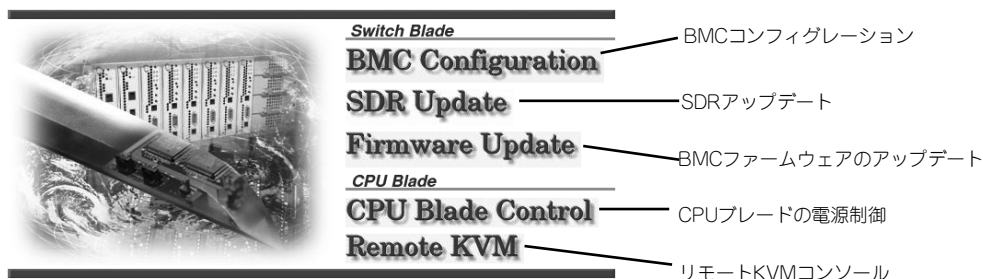 Switch Blade
BMC Configuration
BMCコンフィグレーション
SDR Update
SDRアップデート
Firmware Update
BMCファームウェアのアップデート
CPU Blade
CPU Blade Control
CPUブレードの電源制御
Remote KVM
リモートKVMコンソール